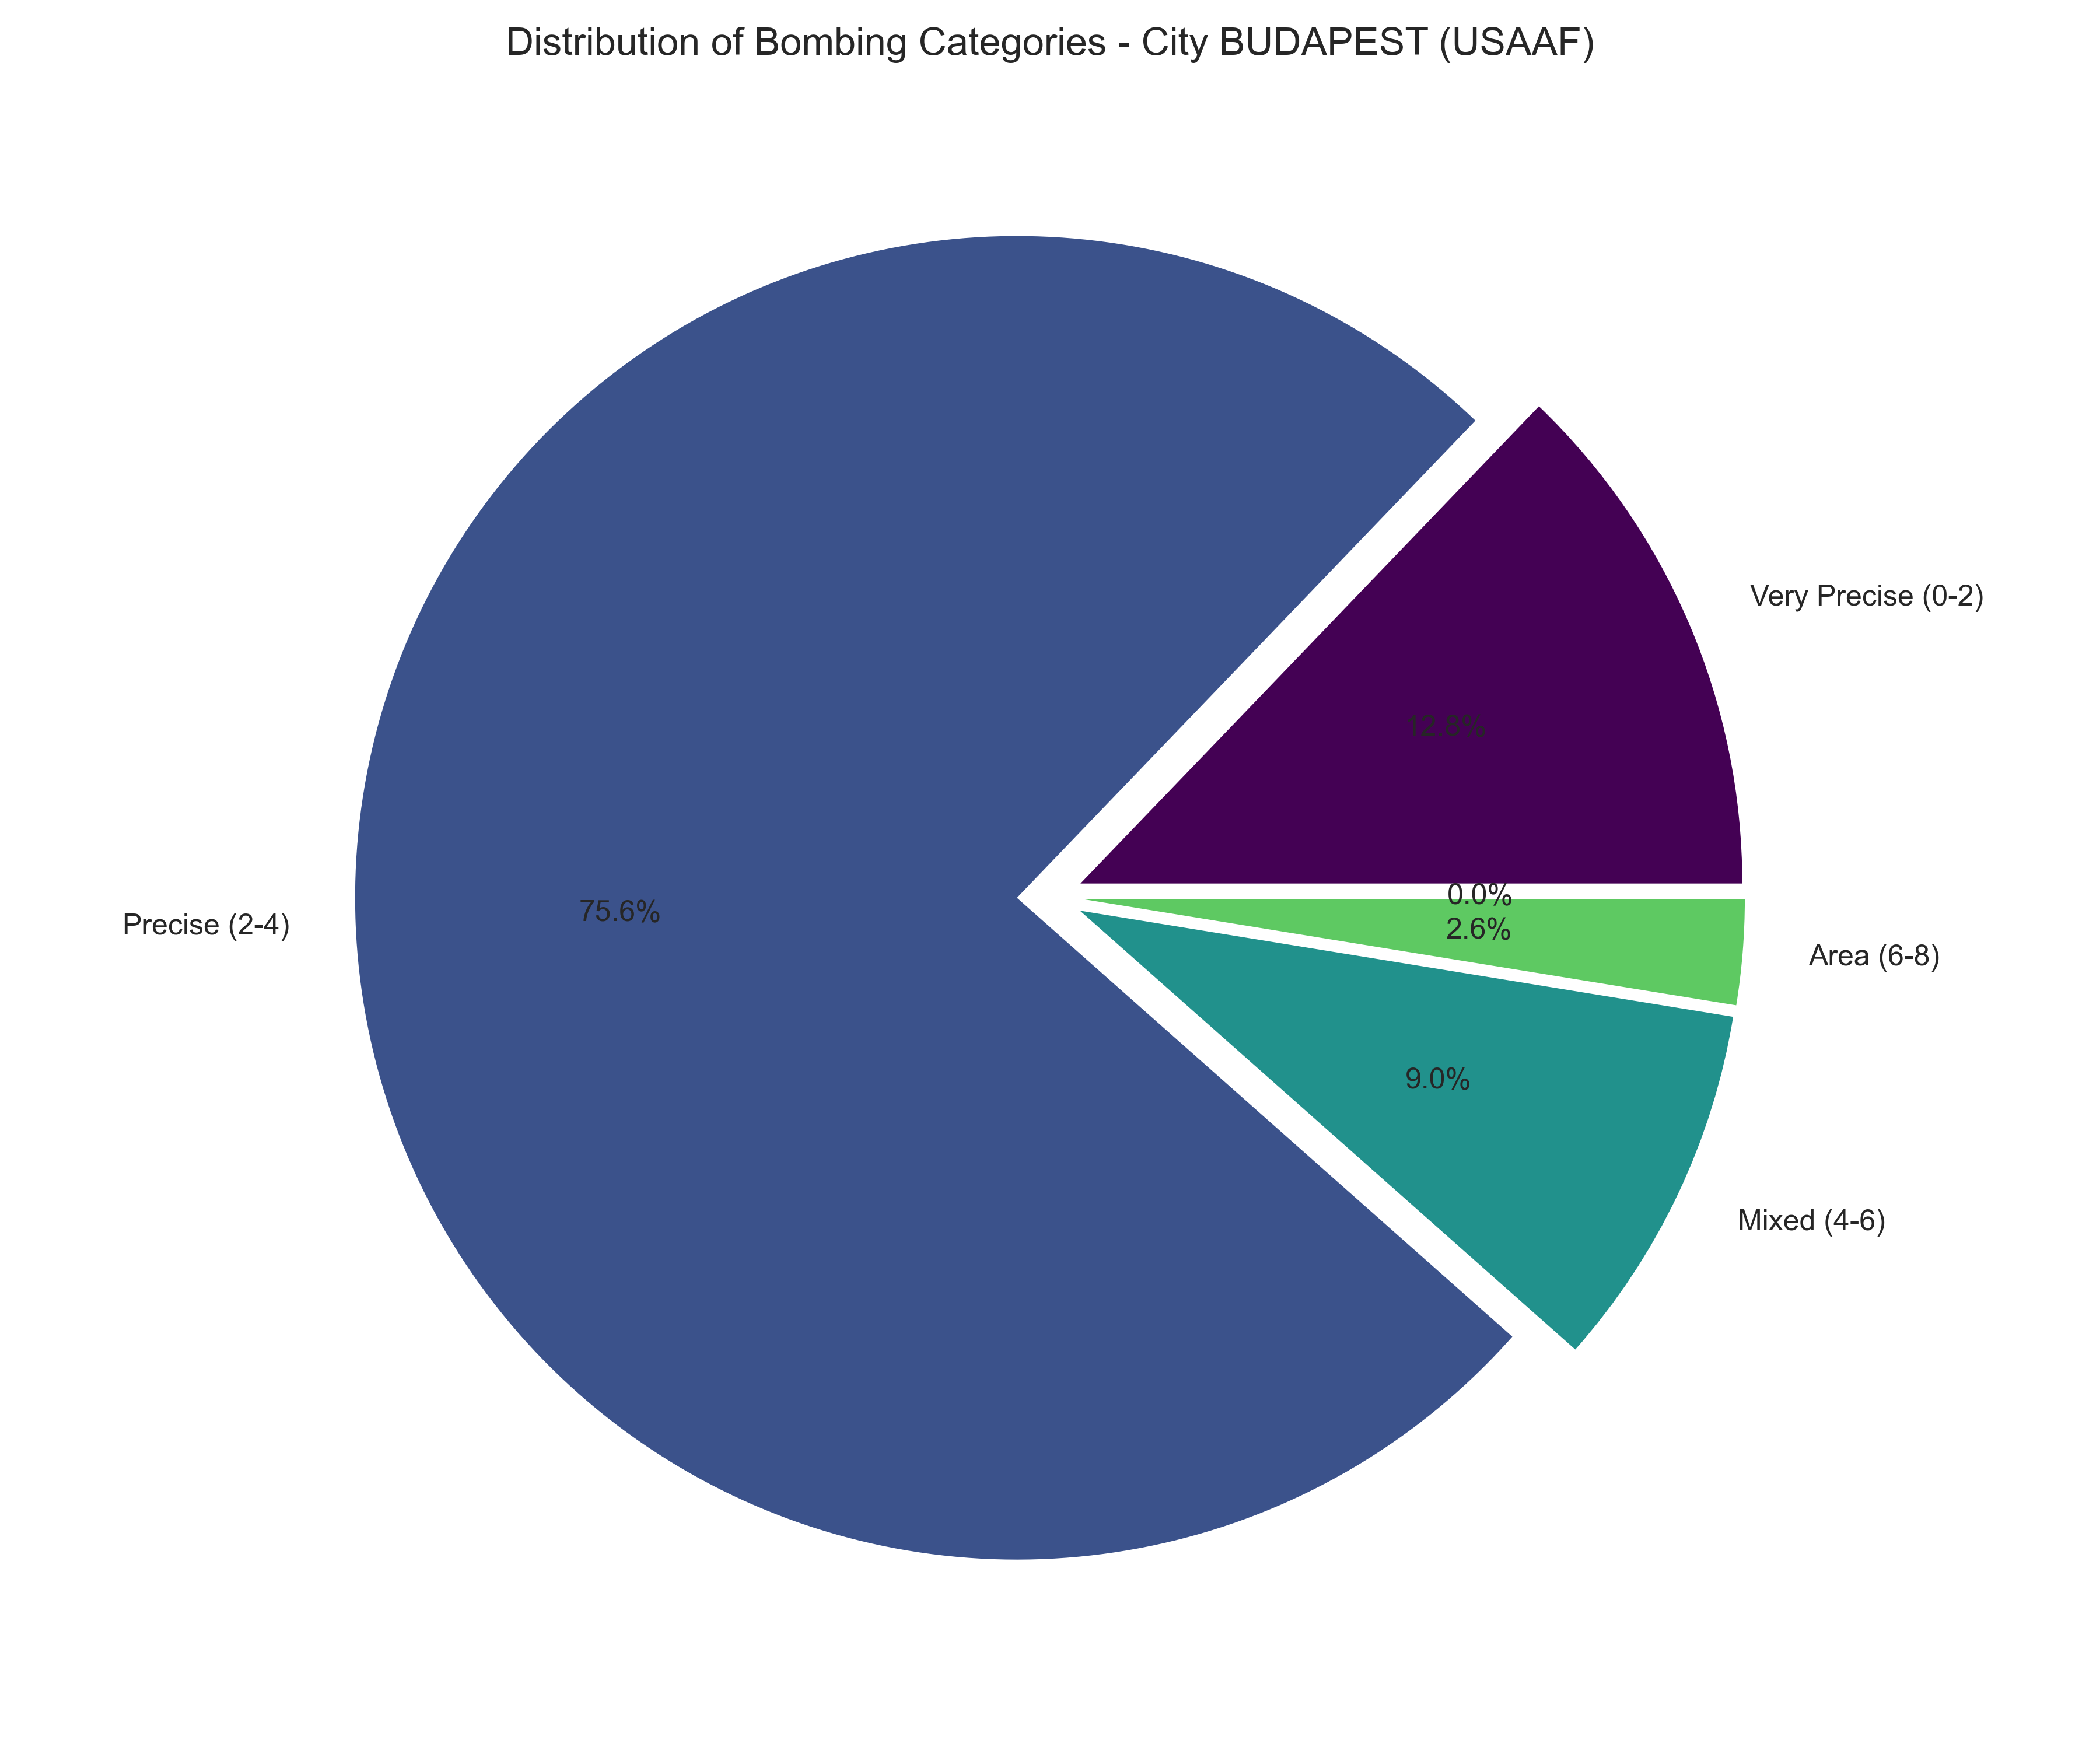 Distribution of Bombing Categories - City BUDAPEST (USAAF)
Very Precise (0-2)
12.8%
0.0%
75.6%
Precise (2-4)
2.6%
Area (6-8)
9.0%
Mixed (4-6)